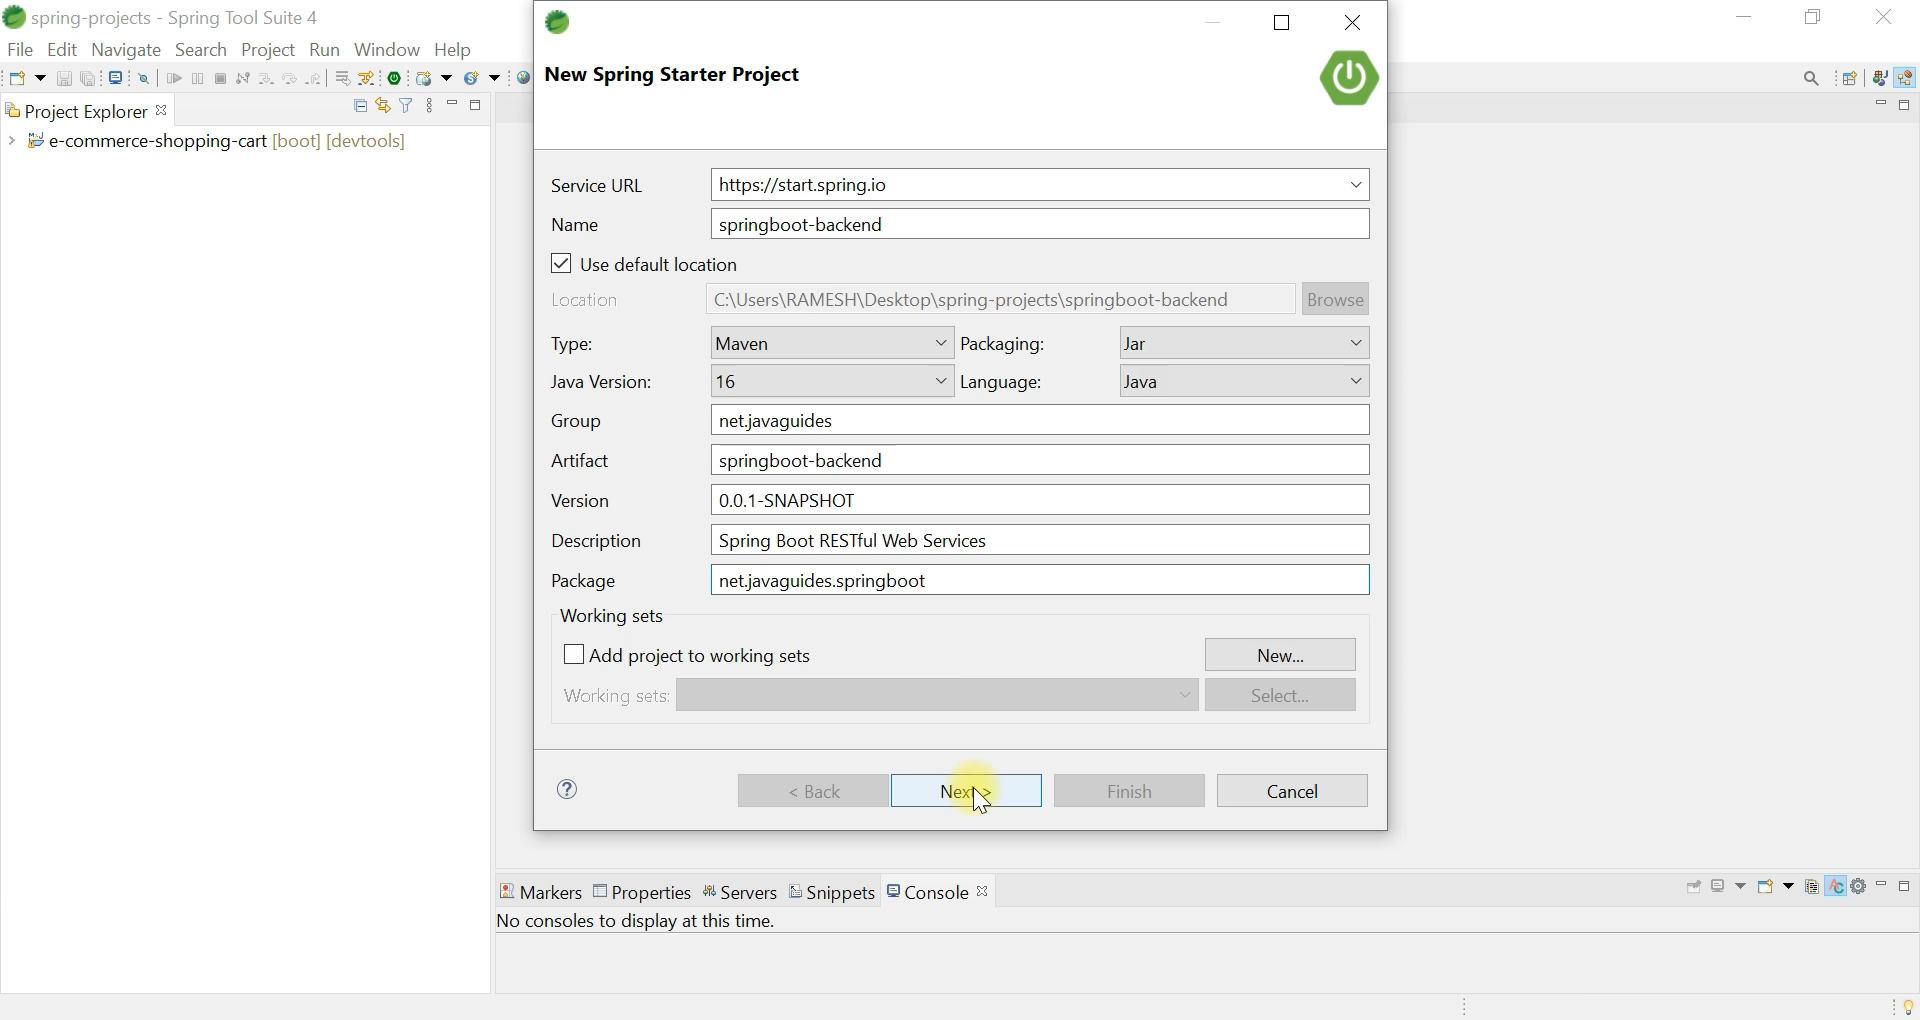 spring-projects - Spring Tool Suite 4
File Edit Navigate Search Project Run Window Help
Project Explorer
e-commerce-shopping-cart [boot] [devtools]
New Spring Starter Project
Service URL https://start.spring.io
Name springboot-backend
Use default location
Location C:\Users\RAMESH\Desktop\spring-projects\springboot-backend Browse
Type: Maven Packaging: Jar
Java Version: 16 Language: Java
Group net.javaguides
Artifact springboot-backend
Version 0.0.1-SNAPSHOT
Description Spring Boot RESTful Web Services
Package net.javaguides.springboot
Working sets
Add project to working sets New...
Working sets: Select...
< Back Next > Finish Cancel
Markers Properties Servers Snippets Console
No consoles to display at this time.